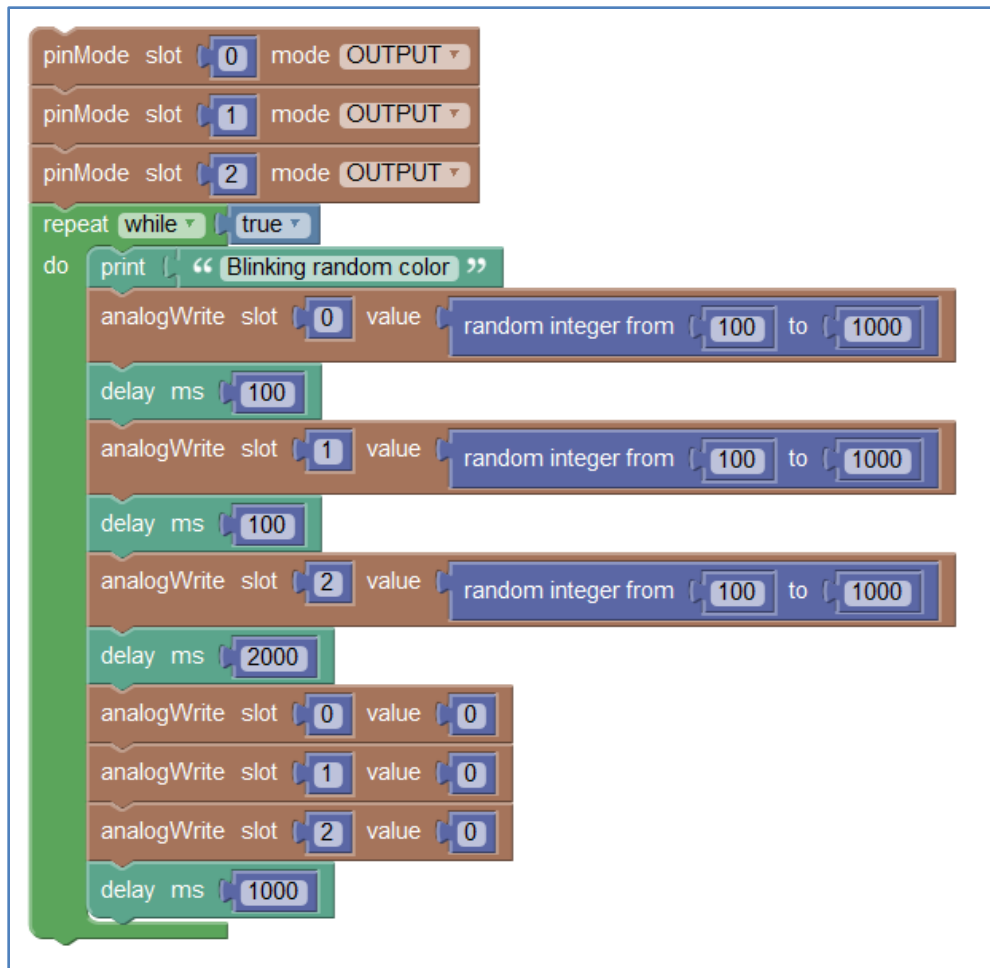 pinMode slot 0 mode OUTPUT
pinMode slot 1 mode OUTPUT
pinMode slot 2 mode OUTPUT
repeat while true
do print “ Blinking random color ”
analogWrite slot 0 value random integer from 100 to 1000
delay ms 100
analogWrite slot 1 value random integer from 100 to 1000
delay ms 100
analogWrite slot 2 value random integer from 100 to 1000
delay ms 2000
analogWrite slot 0 value 0
analogWrite slot 1 value 0
analogWrite slot 2 value 0
delay ms 1000